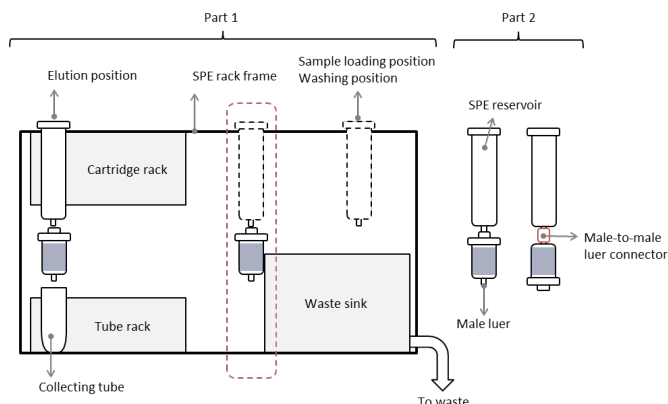 Part 1
Part 2
Elution position
SPE rack frame
Sample loading position
Washing position
SPE reservoir
Cartridge rack
Male-to-male
luer connector
Waste sink
Tube rack
Male luer
Collecting tube
To waste